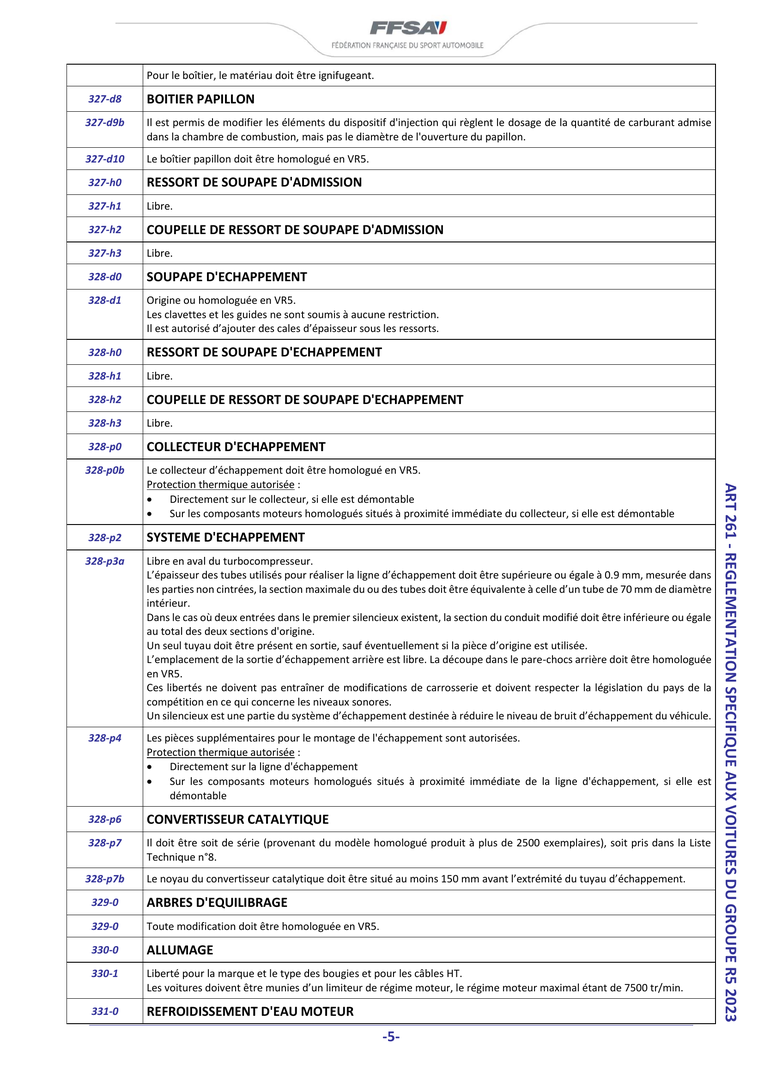 FFSA
FÉDÉRATION FRANÇAISE DU SPORT AUTOMOBILE
Pour le boîtier, le matériau doit être ignifugeant.
327-d8 BOITIER PAPILLON
327-d9b Il est permis de modifier les éléments du dispositif d'injection qui règlent le dosage de la quantité de carburant admise
dans la chambre de combustion, mais pas le diamètre de l'ouverture du papillon.
327-d10 Le boîtier papillon doit être homologué en VR5.
327-h0 RESSORT DE SOUPAPE D'ADMISSION
327-h1 Libre.
327-h2 COUPELLE DE RESSORT DE SOUPAPE D'ADMISSION
327-h3 Libre.
328-d0 SOUPAPE D'ECHAPPEMENT
328-d1 Origine ou homologuée en VR5.
Les clavettes et les guides ne sont soumis à aucune restriction.
Il est autorisé d’ajouter des cales d’épaisseur sous les ressorts.
328-h0 RESSORT DE SOUPAPE D'ECHAPPEMENT
328-h1 Libre.
328-h2 COUPELLE DE RESSORT DE SOUPAPE D'ECHAPPEMENT
328-h3 Libre.
328-p0 COLLECTEUR D'ECHAPPEMENT
328-p0b Le collecteur d’échappement doit être homologué en VR5.
Protection thermique autorisée :
• Directement sur le collecteur, si elle est démontable
• Sur les composants moteurs homologués situés à proximité immédiate du collecteur, si elle est démontable
328-p2 SYSTEME D'ECHAPPEMENT
328-p3a Libre en aval du turbocompresseur.
L’épaisseur des tubes utilisés pour réaliser la ligne d’échappement doit être supérieure ou égale à 0.9 mm, mesurée dans
les parties non cintrées, la section maximale du ou des tubes doit être équivalente à celle d’un tube de 70 mm de diamètre
intérieur.
Dans le cas où deux entrées dans le premier silencieux existent, la section du conduit modifié doit être inférieure ou égale
au total des deux sections d'origine.
Un seul tuyau doit être présent en sortie, sauf éventuellement si la pièce d’origine est utilisée.
L’emplacement de la sortie d’échappement arrière est libre. La découpe dans le pare-chocs arrière doit être homologuée
en VR5.
Ces libertés ne doivent pas entraîner de modifications de carrosserie et doivent respecter la législation du pays de la
compétition en ce qui concerne les niveaux sonores.
Un silencieux est une partie du système d’échappement destinée à réduire le niveau de bruit d’échappement du véhicule.
328-p4 Les pièces supplémentaires pour le montage de l'échappement sont autorisées.
Protection thermique autorisée :
• Directement sur la ligne d'échappement
• Sur les composants moteurs homologués situés à proximité immédiate de la ligne d'échappement, si elle est
démontable
328-p6 CONVERTISSEUR CATALYTIQUE
328-p7 Il doit être soit de série (provenant du modèle homologué produit à plus de 2500 exemplaires), soit pris dans la Liste
Technique n°8.
328-p7b Le noyau du convertisseur catalytique doit être situé au moins 150 mm avant l’extrémité du tuyau d’échappement.
329-0 ARBRES D'EQUILIBRAGE
329-0 Toute modification doit être homologuée en VR5.
330-0 ALLUMAGE
330-1 Liberté pour la marque et le type des bougies et pour les câbles HT.
Les voitures doivent être munies d’un limiteur de régime moteur, le régime moteur maximal étant de 7500 tr/min.
331-0 REFROIDISSEMENT D'EAU MOTEUR
ART 261 - REGLEMENTATION SPECIFIQUE AUX VOITURES DU GROUPE R5 2023
-5-